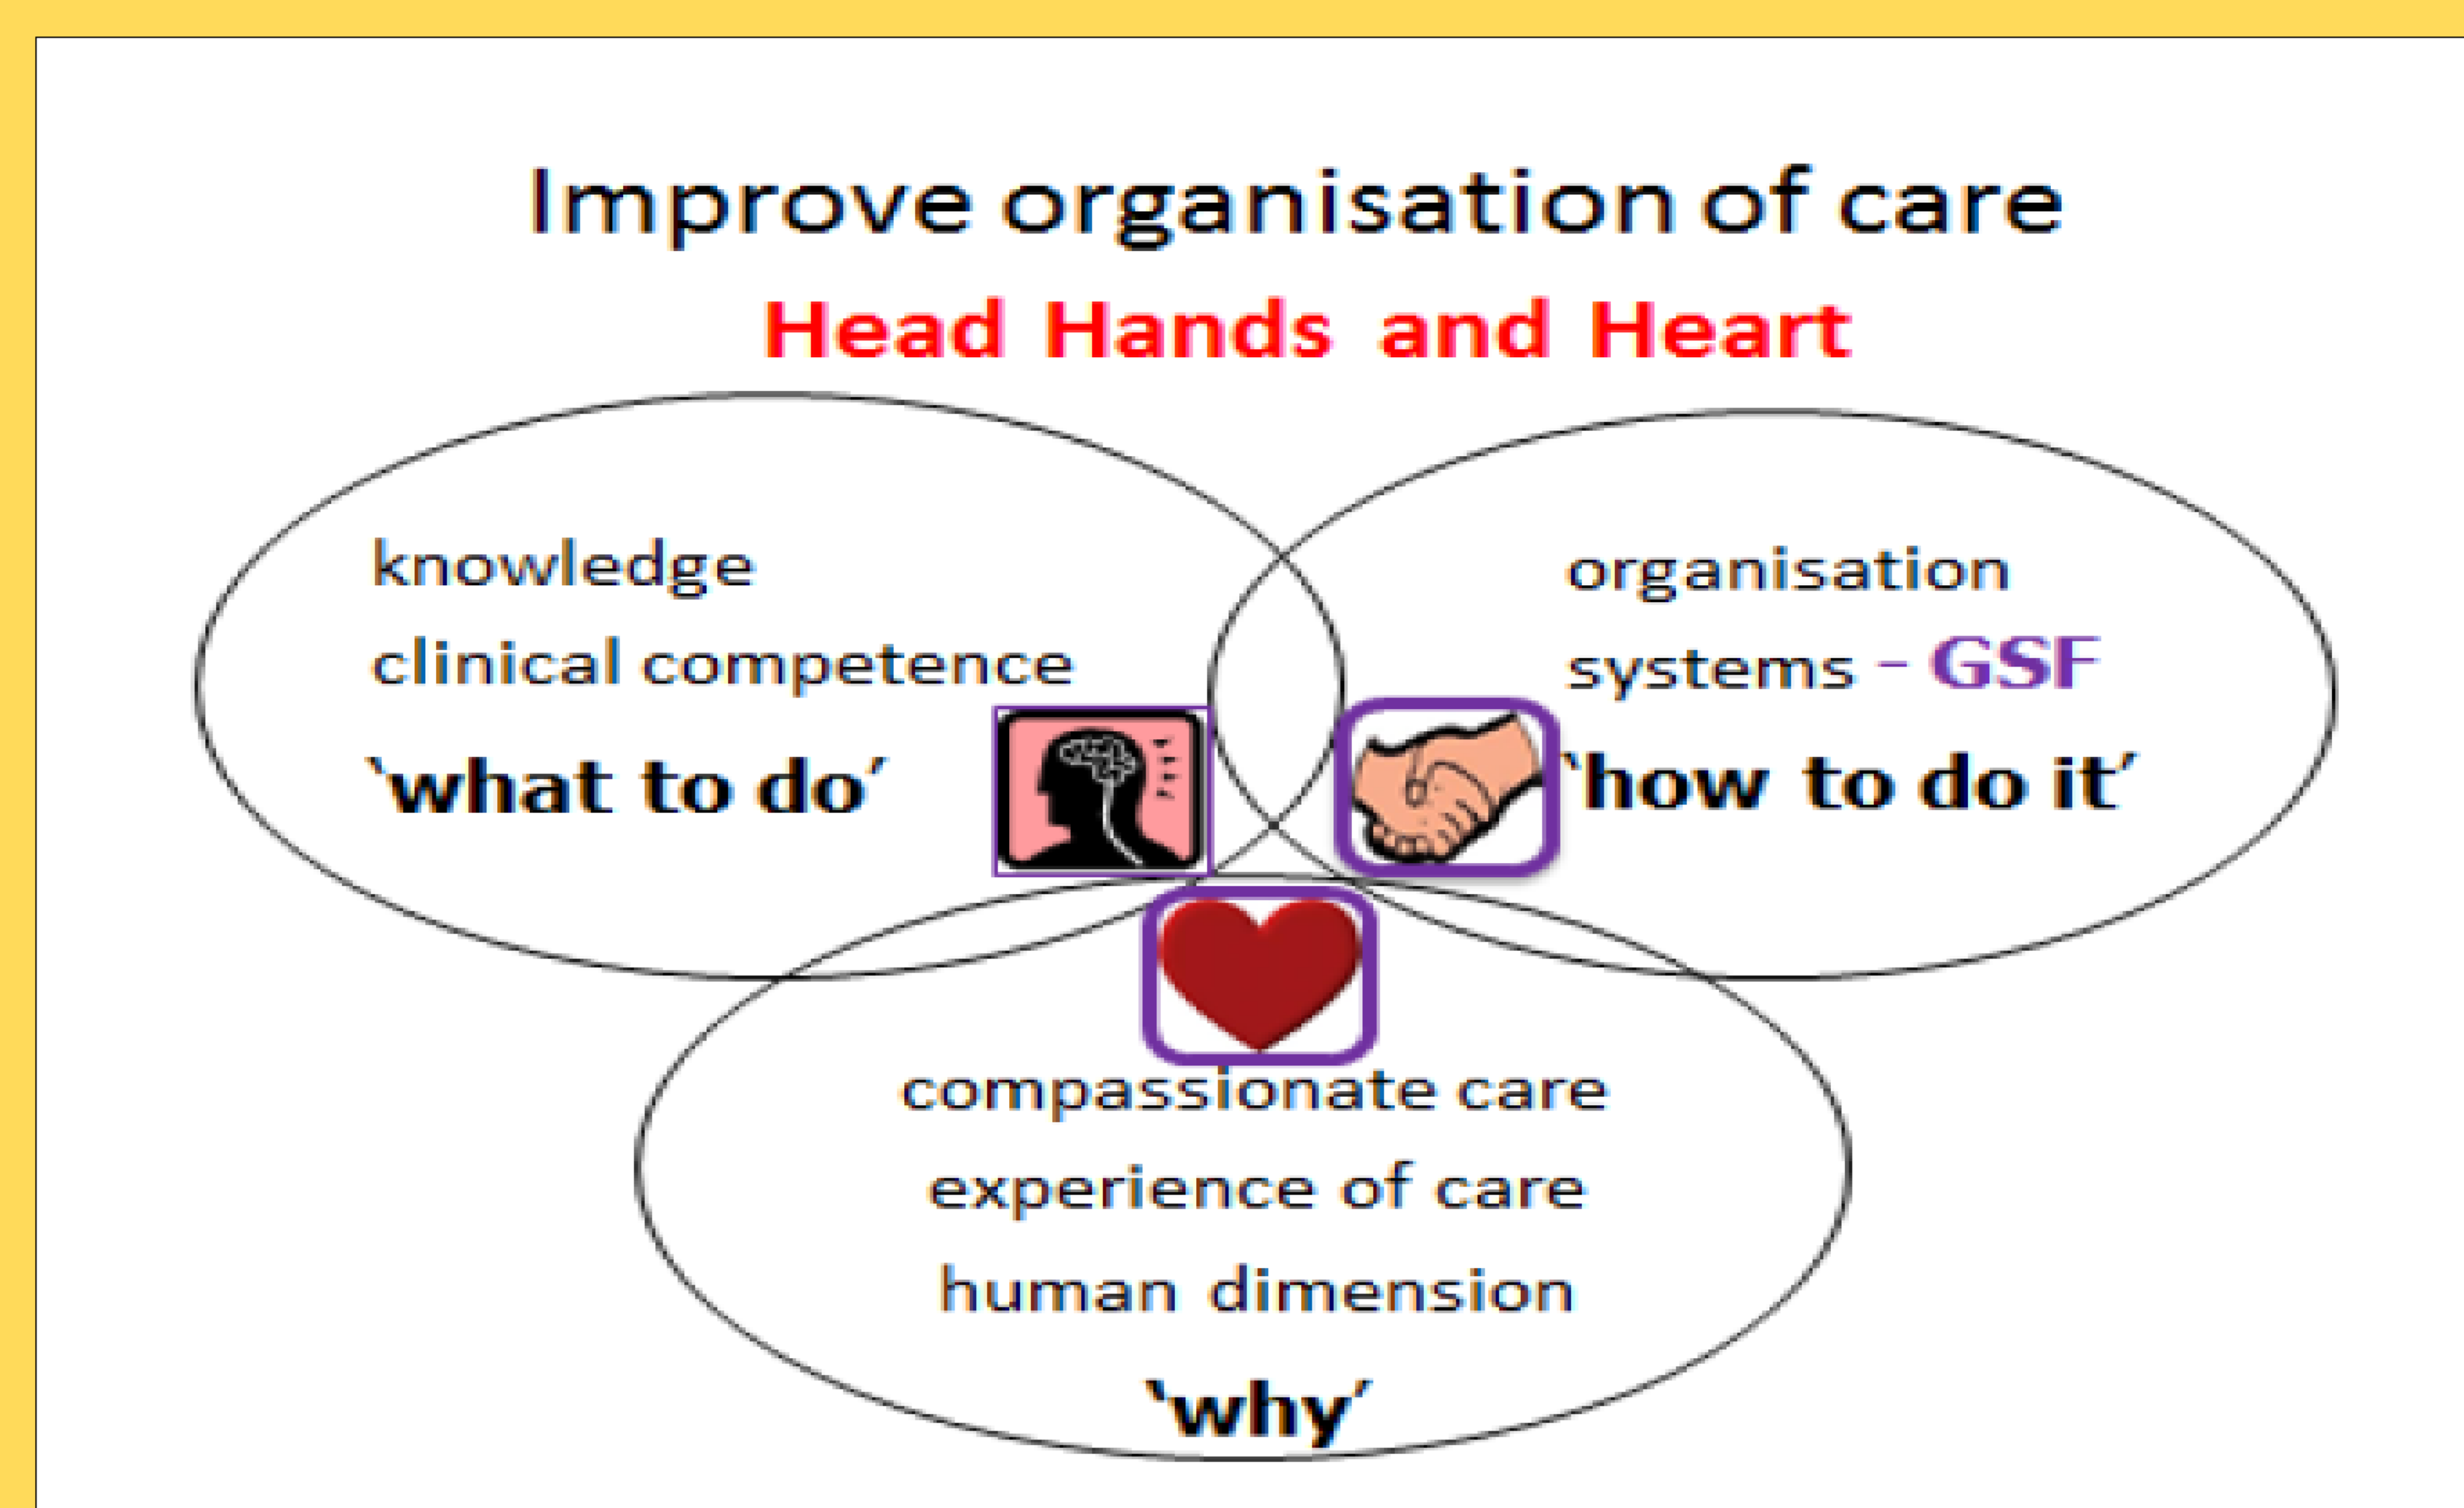 Improve organisation of care
Head Hands and Heart
knowledge
clinical competence
‘what to do’
organisation
systems - GSF
‘how to do it’
compassionate care
experience of care
human dimension
‘why’